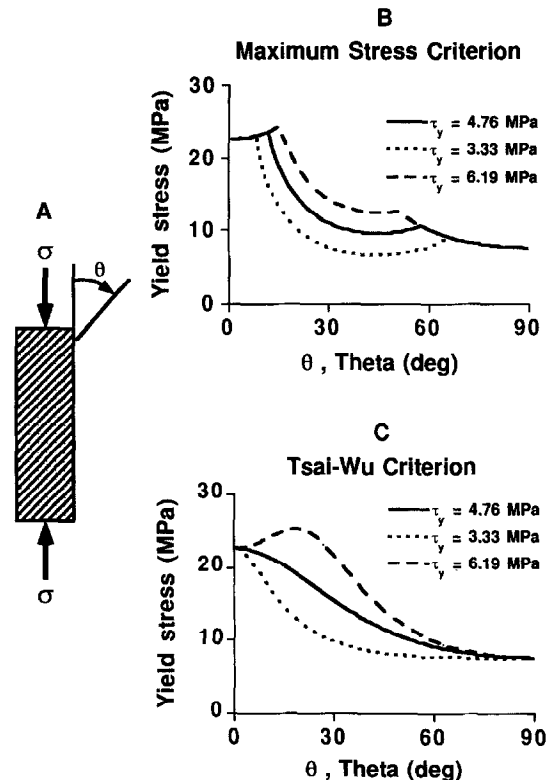 A
σ
θ
σ
B
Maximum Stress Criterion
Yield stress (MPa)
30
20
10
0
τy = 4.76 MPa
τy = 3.33 MPa
τy = 6.19 MPa
0 30 60 90
θ , Theta (deg)
C
Tsai-Wu Criterion
Yield stress (MPa)
30
20
10
0
τy = 4.76 MPa
τy = 3.33 MPa
τy = 6.19 MPa
0 30 60 90
θ , Theta (deg)